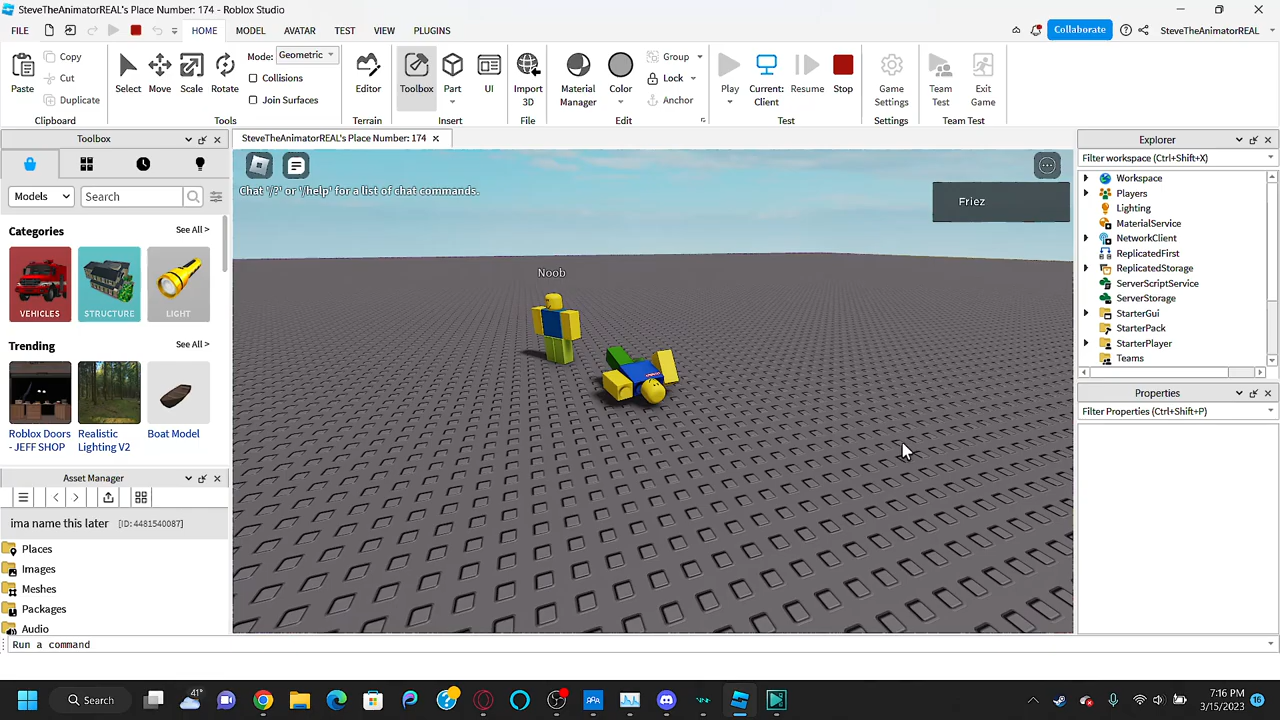 SteveTheAnimatorREAL's Place Number: 174 - Roblox Studio
FILE HOME MODEL AVATAR TEST VIEW PLUGINS Collaborate SteveTheAnimatorREAL
Paste
Copy
Cut
Duplicate
Clipboard
Select Move Scale Rotate
Mode: Geometric
Collisions
Join Surfaces
Tools
Editor
Terrain
Toolbox Part UI
Insert
Import 3D
File
Material Manager
Color
Group
Lock
Anchor
Edit
Play
Current: Client
Resume Stop
Test
Game Settings
Settings
Team Test
Exit Game
Team Test
Toolbox
Models Search
Categories See All >
VEHICLES STRUCTURE LIGHT
Trending See All >
Roblox Doors - JEFF SHOP
Realistic Lighting V2
Boat Model
Asset Manager
ima name this later [ID: 4481540087]
Places
Images
Meshes
Packages
Audio
SteveTheAnimatorREAL's Place Number: 174
Chat '/?' or '/help' for a list of chat commands.
Friez
Noob
Explorer
Filter workspace (Ctrl+Shift+X)
Workspace
Players
Lighting
MaterialService
NetworkClient
ReplicatedFirst
ReplicatedStorage
ServerScriptService
ServerStorage
StarterGui
StarterPack
StarterPlayer
Teams
Properties
Filter Properties (Ctrl+Shift+P)
Run a command
Search
41°
7:16 PM
3/15/2023
16